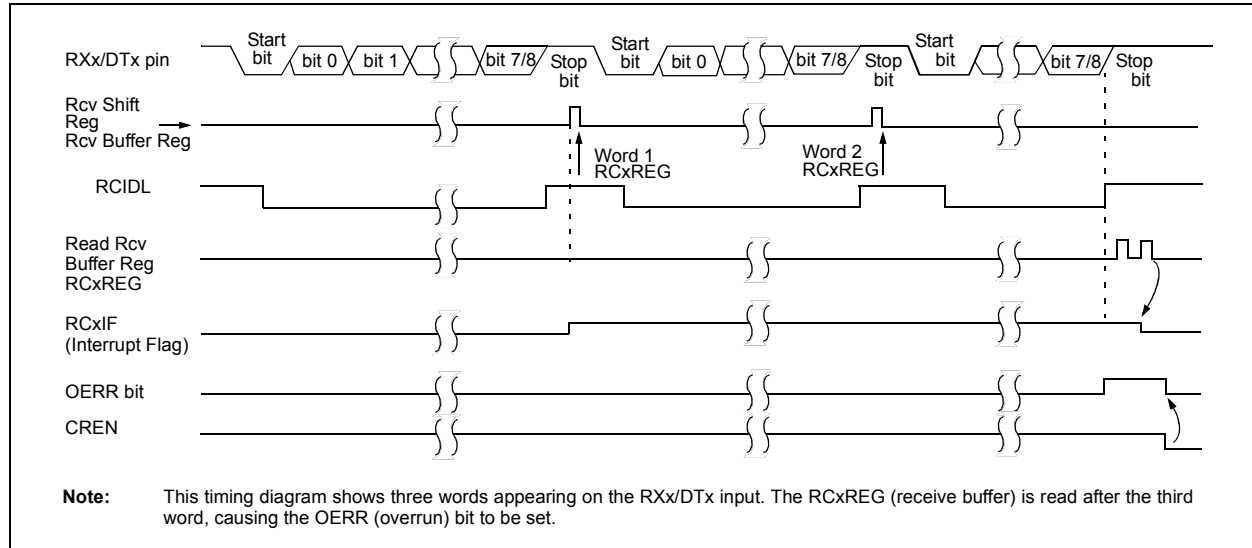 Start
bit
bit 0
bit 1
bit 7/8
Stop
bit
Start
bit
bit 0
bit 7/8
Stop
bit
Start
bit
bit 7/8
Stop
bit
RXx/DTx pin
Rcv Shift
Reg
Rcv Buffer Reg
Word 1
RCxREG
Word 2
RCxREG
RCIDL
Read Rcv
Buffer Reg
RCxREG
RCxIF
(Interrupt Flag)
OERR bit
CREN
Note: This timing diagram shows three words appearing on the RXx/DTx input. The RCxREG (receive buffer) is read after the third
word, causing the OERR (overrun) bit to be set.